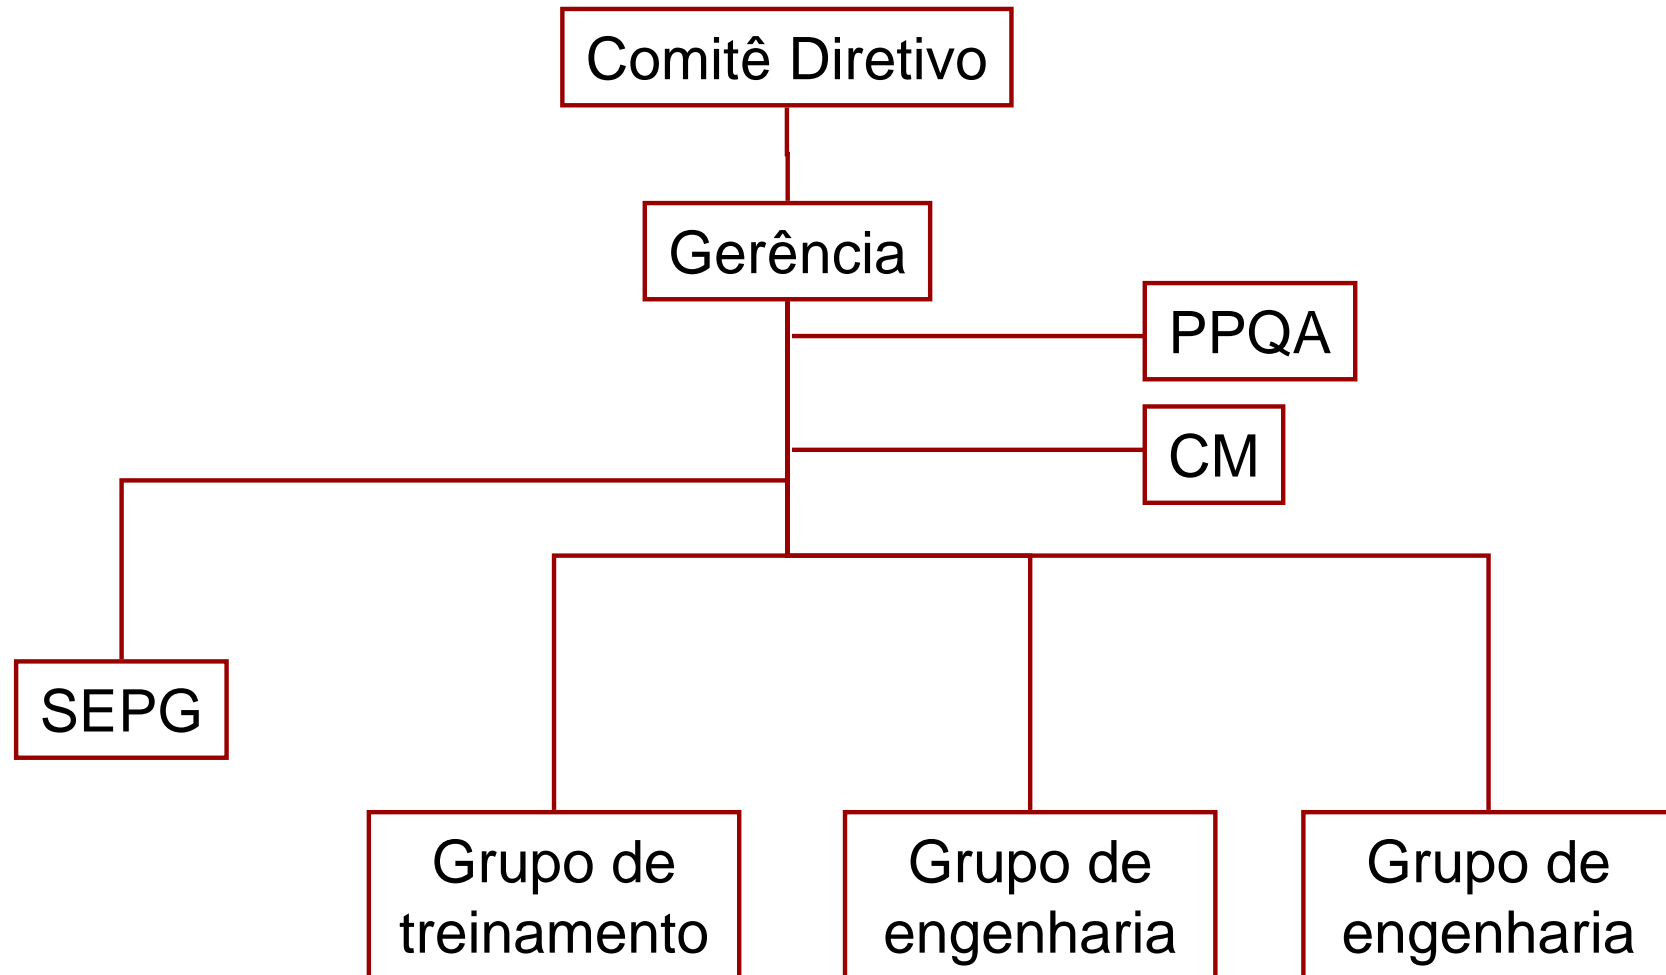 Comitê Diretivo
Gerência
PPQA
CM
SEPG
Grupo de
treinamento
Grupo de
engenharia
Grupo de
engenharia